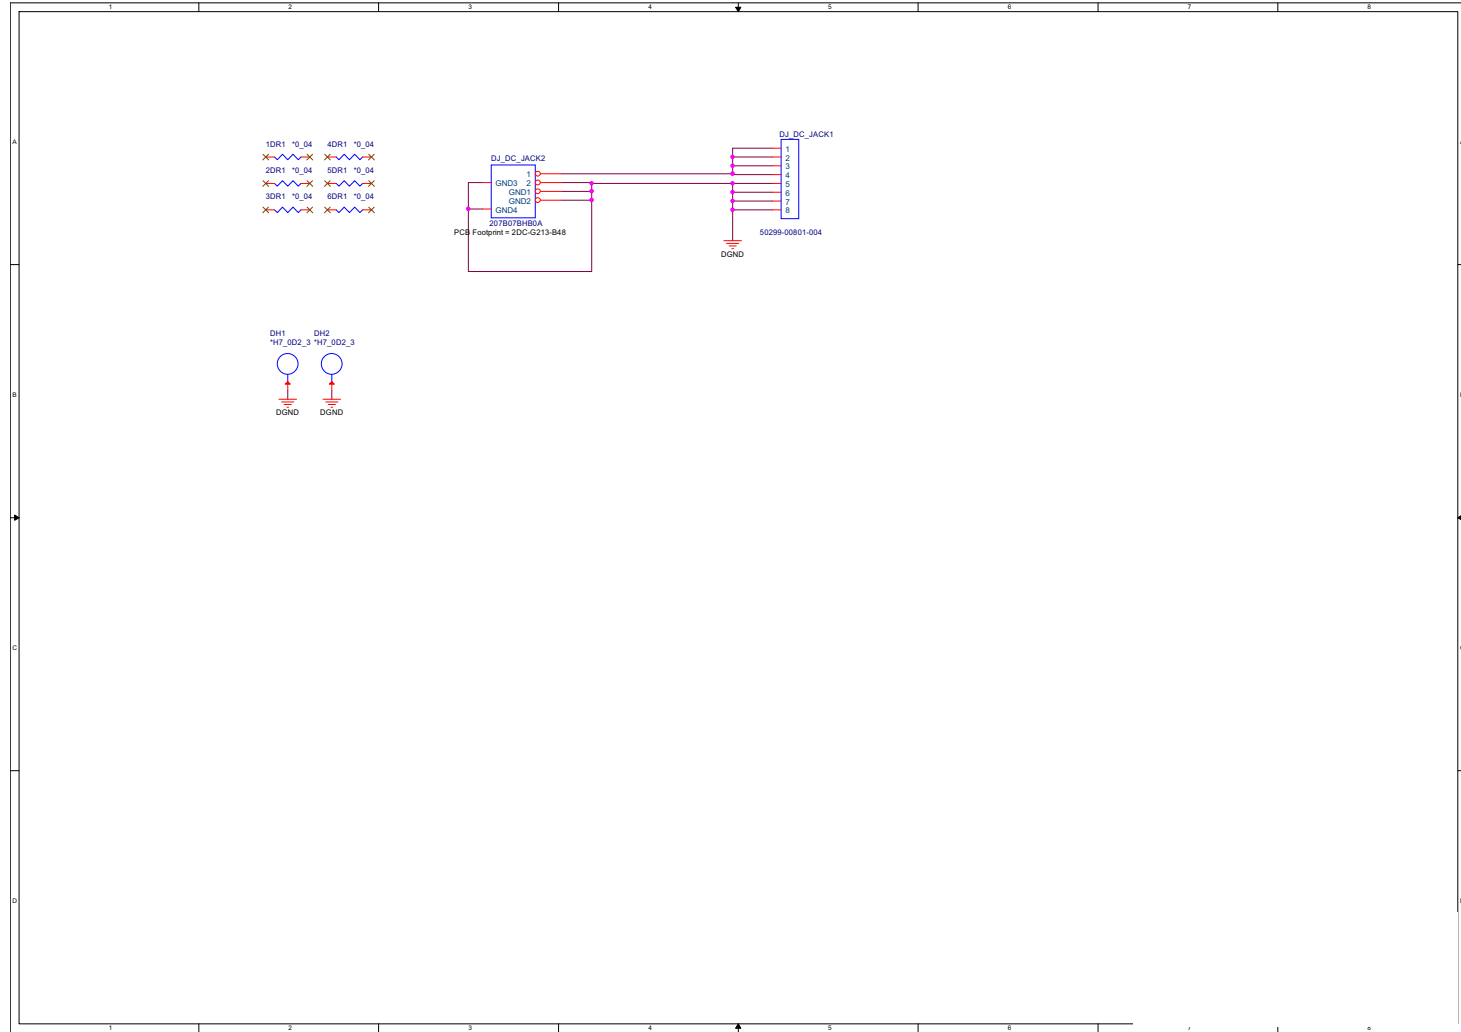 1 2 3 4 5 6 7 8
A
1DR1 *0_04 4DR1 *0_04
2DR1 *0_04 5DR1 *0_04
3DR1 *0_04 6DR1 *0_04
DJ_DC_JACK2
1
GND3 2
GND1
GND2
GND4
207B07BHB0A
PCB Footprint = 2DC-G213-B48
DJ_DC_JACK1
1
2
3
4
5
6
7
8
50299-00801-004
DGND
DH1 DH2
*H7_0D2_3 *H7_0D2_3
B
DGND DGND
C
D
1 2 3 4 5 6